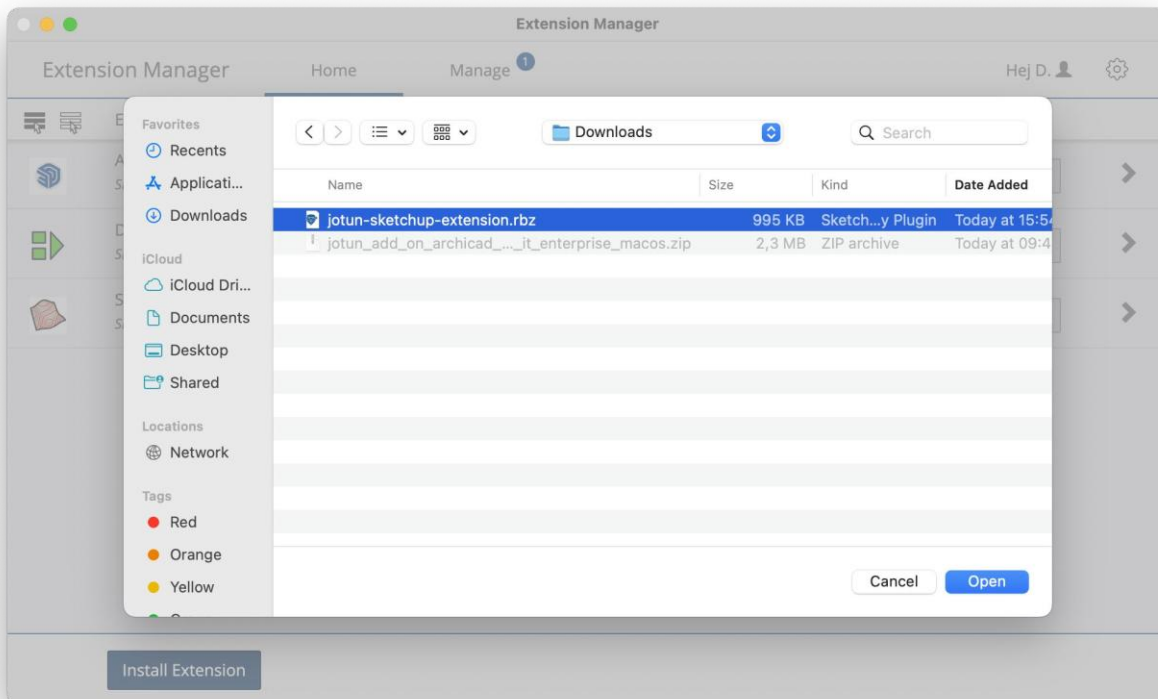 Extension Manager
Extension Manager Home Manage 1 Hej D.
E
A
S
D
S
S
S
Favorites
Recents
Applicati...
Downloads
iCloud
iCloud Dri...
Documents
Desktop
Shared
Locations
Network
Tags
Red
Orange
Yellow
Downloads
Search
Name Size Kind Date Added
jotun-sketchup-extension.rbz 995 KB Sketch...y Plugin Today at 15:54
jotun_add_on_archicad_..._it_enterprise_macos.zip 2,3 MB ZIP archive Today at 09:4
Cancel Open
Install Extension